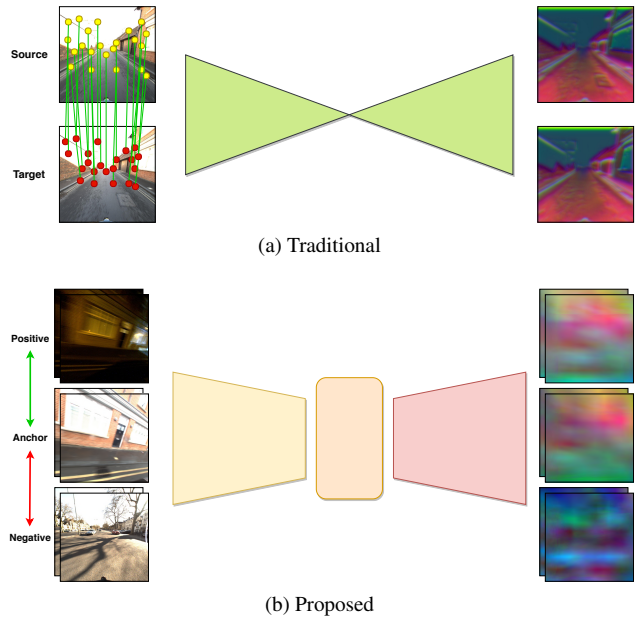 Source
Target
(a) Traditional
Positive
Anchor
Negative
(b) Proposed